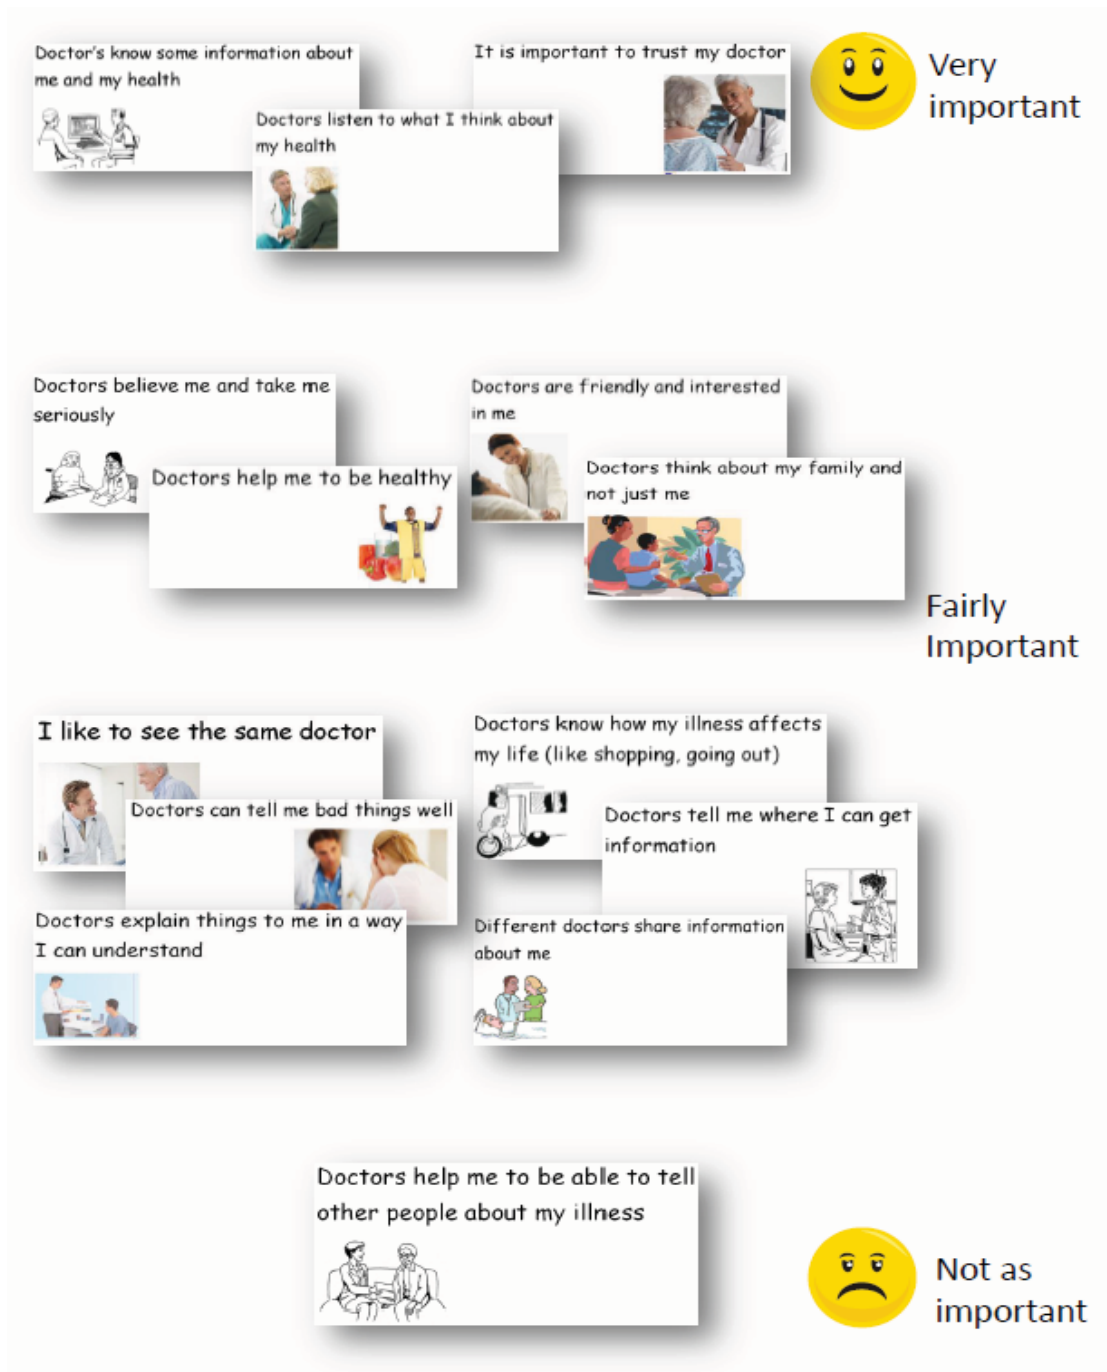 Doctor's know some information about
me and my health
It is important to trust my doctor
Very
important
Doctors listen to what I think about
my health
Doctors believe me and take me
seriously
Doctors help me to be healthy
Doctors are friendly and interested
in me
Doctors think about my family and
not just me
Fairly
Important
I like to see the same doctor
Doctors can tell me bad things well
Doctors explain things to me in a way
I can understand
Doctors know how my illness affects
my life (like shopping, going out)
Doctors tell me where I can get
information
Different doctors share information
about me
Doctors help me to be able to tell
other people about my illness
Not as
important